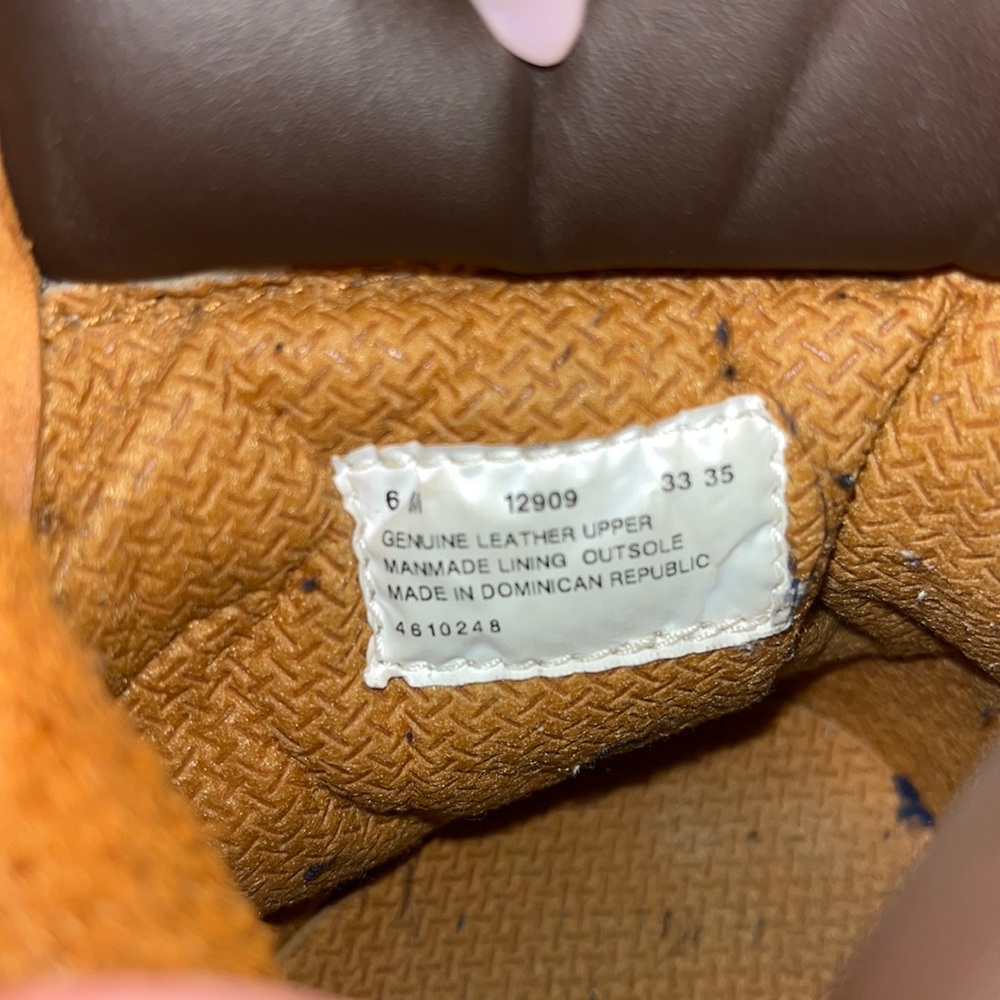 6 M 12909 33 35
GENUINE LEATHER UPPER
MANMADE LINING OUTSOLE
MADE IN DOMINICAN REPUBLIC
4610248